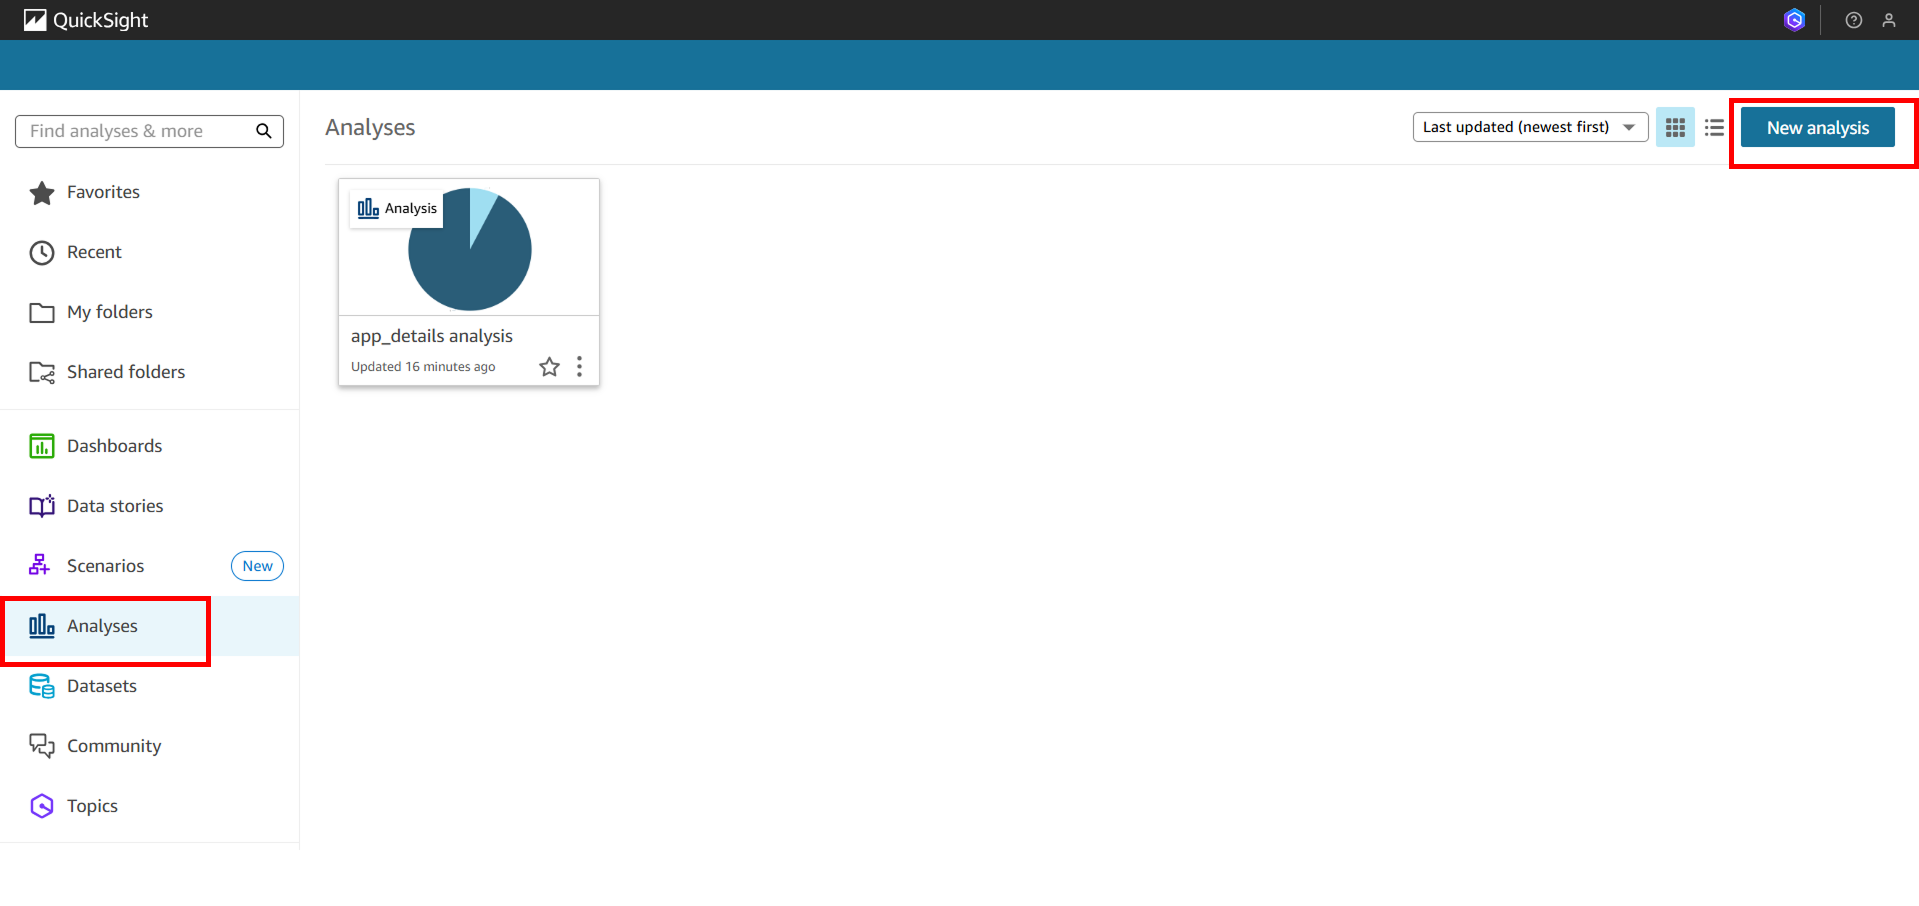 QuickSight
Find analyses & more
Favorites
Recent
My folders
Shared folders
Dashboards
Data stories
Scenarios New
Analyses
Datasets
Community
Topics
Analyses
Last updated (newest first)
New analysis
Analysis
app_details analysis
Updated 16 minutes ago